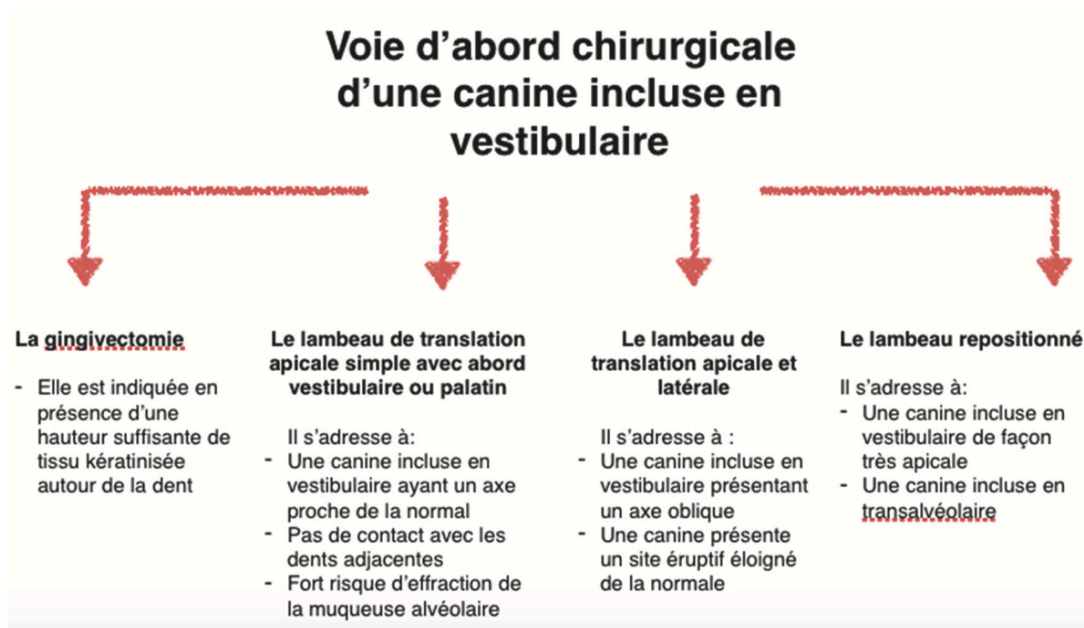 Voie d'abord chirurgicale
d'une canine incluse en
vestibulaire
La gingivectomie
- Elle est indiquée en
présence d'une
hauteur suffisante de
tissu kératinisée
autour de la dent
Le lambeau de translation
apicale simple avec abord
vestibulaire ou palatin
Il s'adresse à:
- Une canine incluse en
vestibulaire ayant un axe
proche de la normal
- Pas de contact avec les
dents adjacentes
- Fort risque d'effraction de
la muqueuse alvéolaire
Le lambeau de
translation apicale et
latérale
Il s'adresse à :
- Une canine incluse en
vestibulaire présentant
un axe oblique
- Une canine présente
un site éruptif éloigné
de la normale
Le lambeau repositionné
Il s'adresse à:
- Une canine incluse en
vestibulaire de façon
très apicale
- Une canine incluse en
transalvéolaire